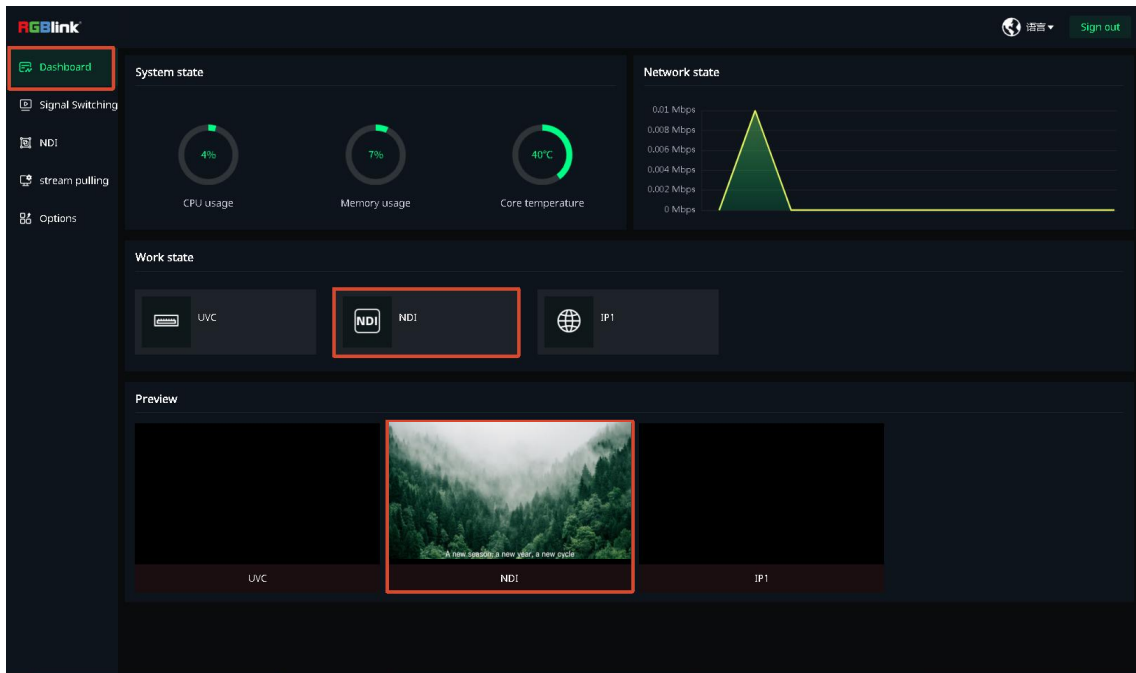 RGBlink
语言
Sign out
Dashboard
Signal Switching
NDI
stream pulling
Options
System state
4%
7%
40°C
CPU usage
Memory usage
Core temperature
Network state
0.01 Mbps
0.008 Mbps
0.006 Mbps
0.004 Mbps
0.002 Mbps
0 Mbps
Work state
UVC
NDI
NDI
IP1
Preview
A new season, a new year, a new cycle
UVC
NDI
IP1